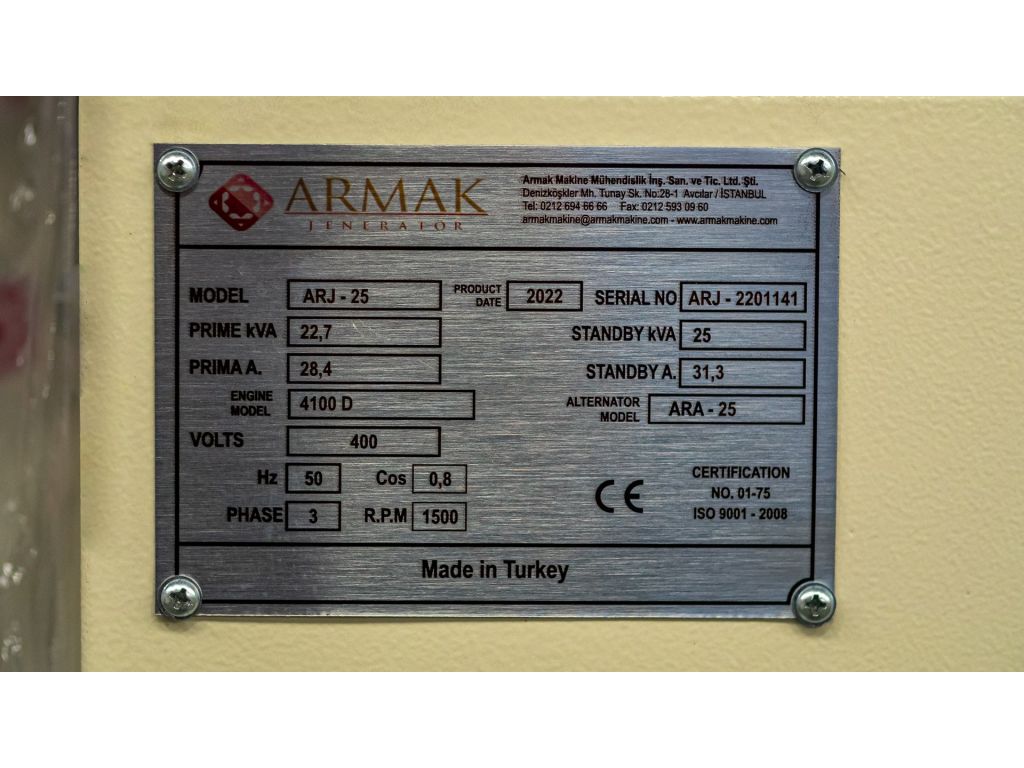 ARMAK
JENERATÖR
Armak Makine Mühendislik İnş. San. ve Tic. Ltd. Şti.
Denizköşkler Mh. Tunay Sk. No:28-1 Avcılar / İSTANBUL
Tel: 0212 694 66 66 Fax: 0212 593 09 60
armakmakine@armakmakine.com - www.armakmakine.com
MODEL ARJ - 25 PRODUCT DATE 2022 SERIAL NO ARJ - 2201141
PRIME kVA 22,7 STANDBY kVA 25
PRIMA A. 28,4 STANDBY A. 31,3
ENGINE MODEL 4100 D ALTERNATOR MODEL ARA - 25
VOLTS 400
Hz 50 Cos 0,8
PHASE 3 R.P.M 1500
CE
CERTIFICATION
NO. 01-75
ISO 9001 - 2008
Made in Turkey